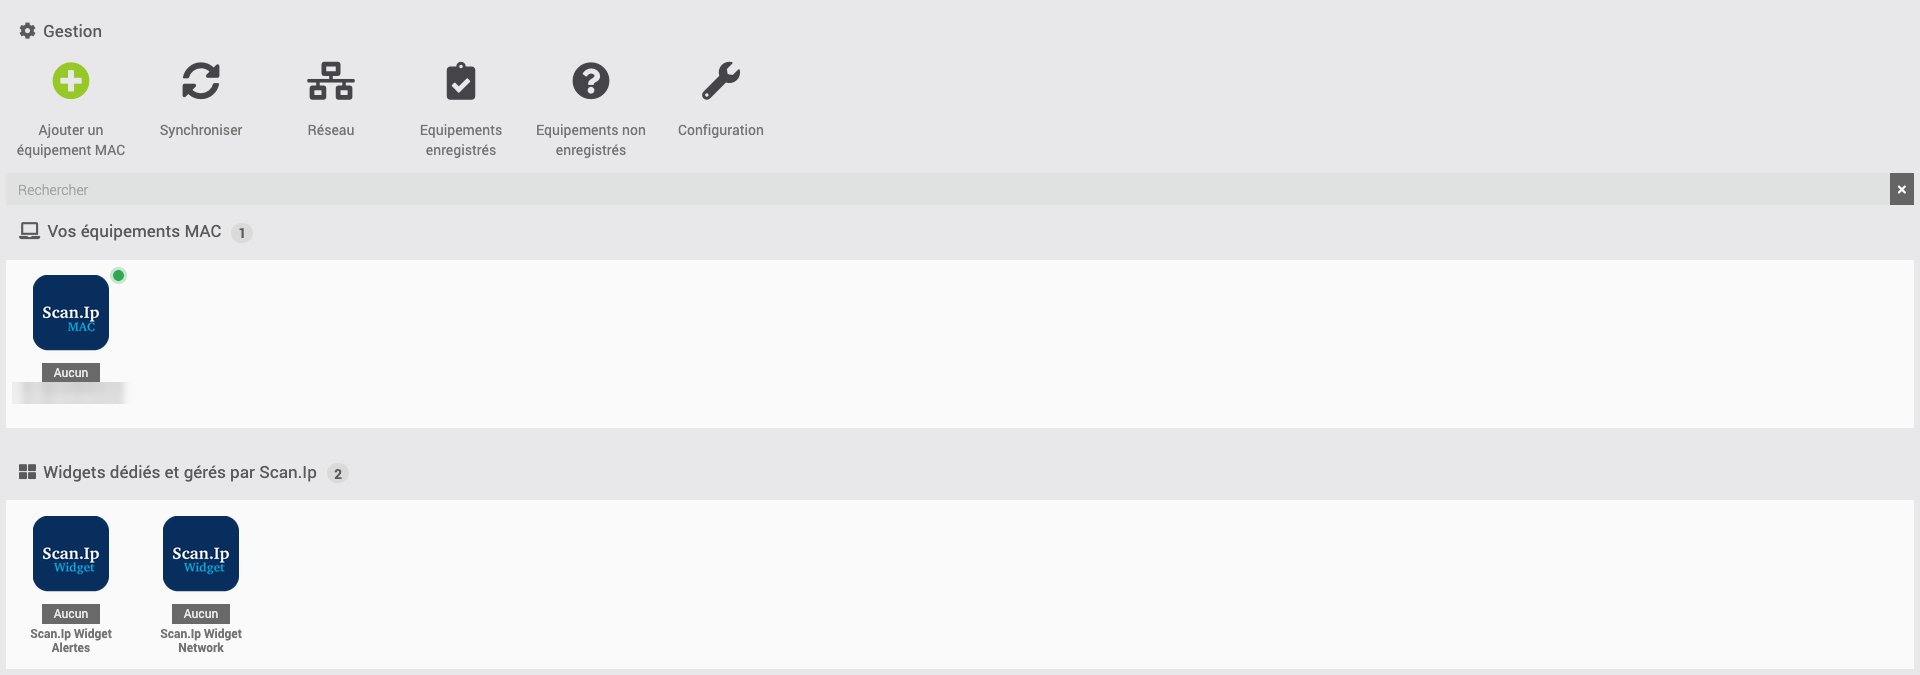 Gestion
Ajouter un
équipement MAC
Synchroniser
Réseau
Equipements
enregistrés
Equipements non
enregistrés
Configuration
Rechercher
Vos équipements MAC 1
Scan.Ip
MAC
Aucun
Widgets dédiés et gérés par Scan.Ip 2
Scan.Ip
Widget
Aucun
Scan.Ip Widget
Alertes
Scan.Ip
Widget
Aucun
Scan.Ip Widget
Network